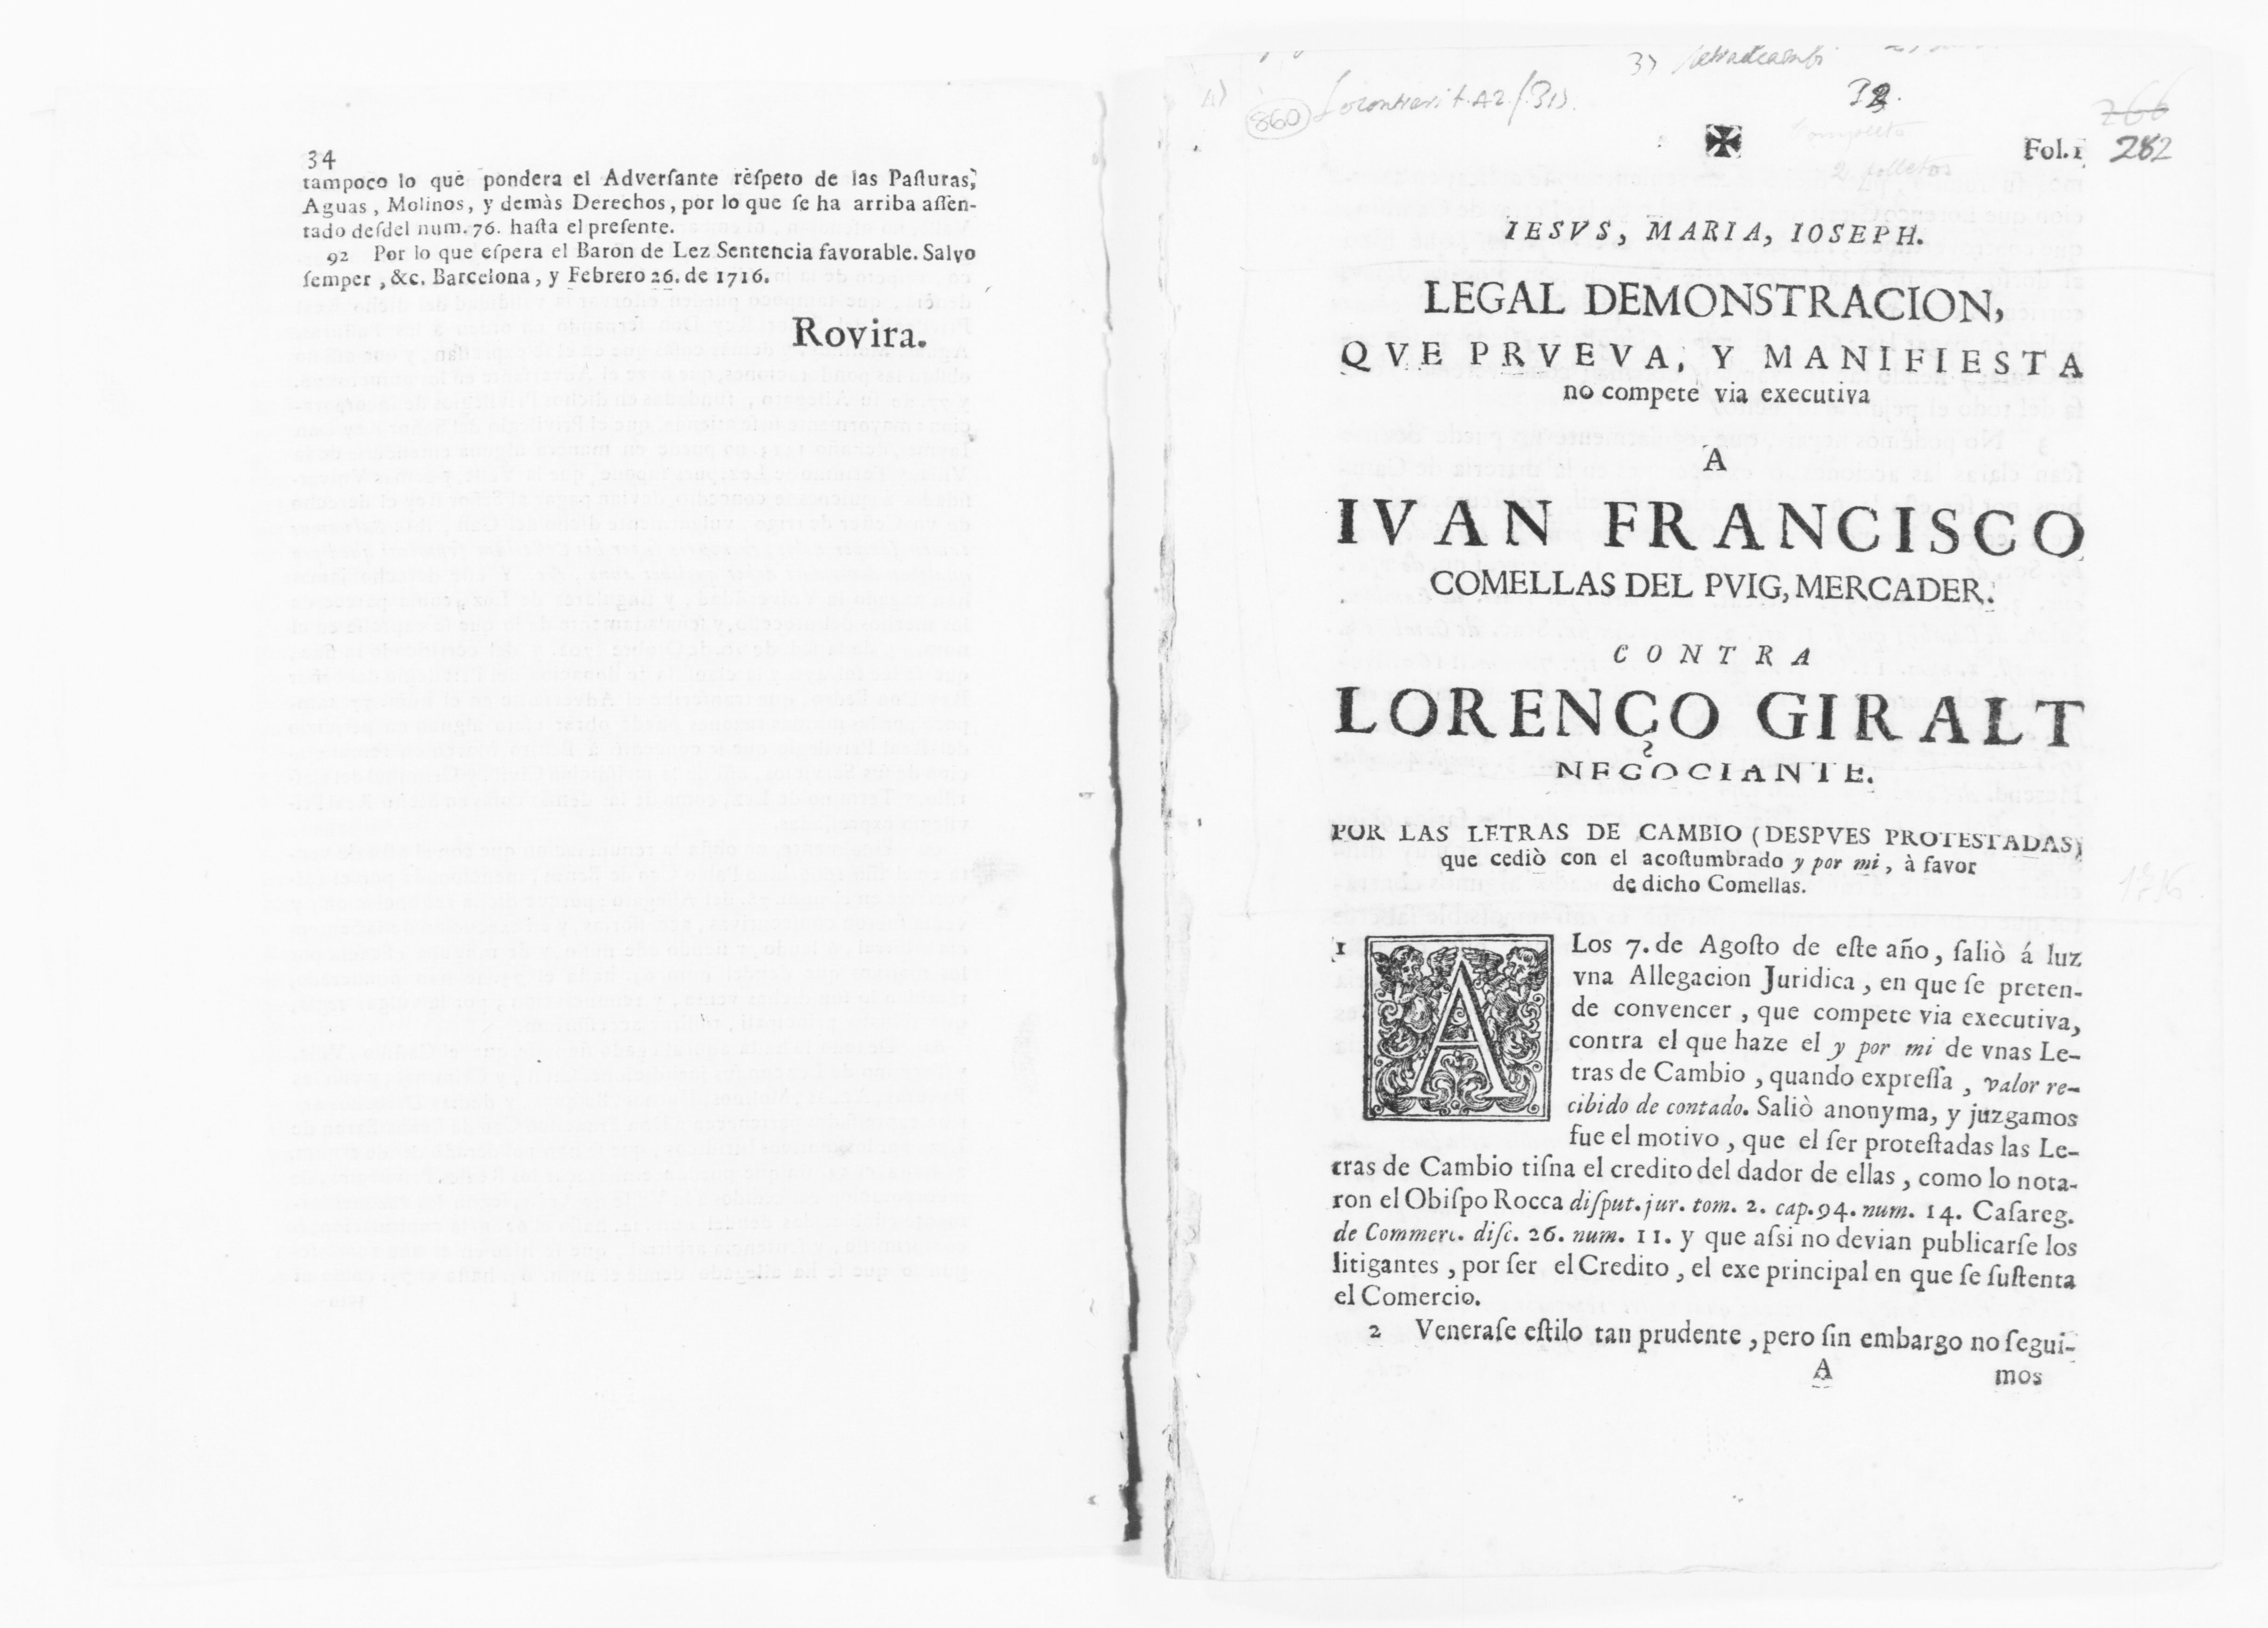 34
tampoco lo que pondera el Adverſante rèſpeto de las Paſturas,
Aguas , Molinos, y demàs Derechos, por lo que ſe ha arriba aſſen-
tado deſdel num. 76. haſta el preſente.
92 Por lo que eſpera el Baron de Lez Sentencia favorable. Salvo
ſemper , &c. Barcelona, y Febrero 26. de 1716.
Rovira.
860
32.
266
Fol.1 282
IESVS, MARIA, IOSEPH.
LEGAL DEMONSTRACION,
QVE PRVEVA, Y MANIFIESTA
no compete via executiva
A
IVAN FRANCISCO
COMELLAS DEL PVIG, MERCADER.
CONTRA
LORENÇO GIRALT
NEGOCIANTE.
POR LAS LETRAS DE CAMBIO (DESPVES PROTESTADAS)
que cediò con el acoſtumbrado y por mi, à favor
de dicho Comellas.
1 A Los 7. de Agoſto de eſte año, ſaliò á luz
vna Allegacion Juridica, en que ſe preten-
de convencer, que compete via executiva,
contra el que haze el y por mi de vnas Le-
tras de Cambio, quando expreſſa, valor re-
cibido de contado. Saliò anonyma, y juzgamos
fue el motivo, que el ſer proteſtadas las Le-
tras de Cambio tiſna el credito del dador de ellas, como lo nota-
ron el Obiſpo Rocca diſput. jur. tom. 2. cap. 94. num. 14. Caſareg.
de Commerc. diſc. 26. num. 11. y que aſsi no devian publicarſe los
litigantes, por ſer el Credito, el exe principal en que ſe ſuſtenta
el Comercio.
2 Veneraſe eſtilo tan prudente, pero ſin embargo no ſegui-
A mos